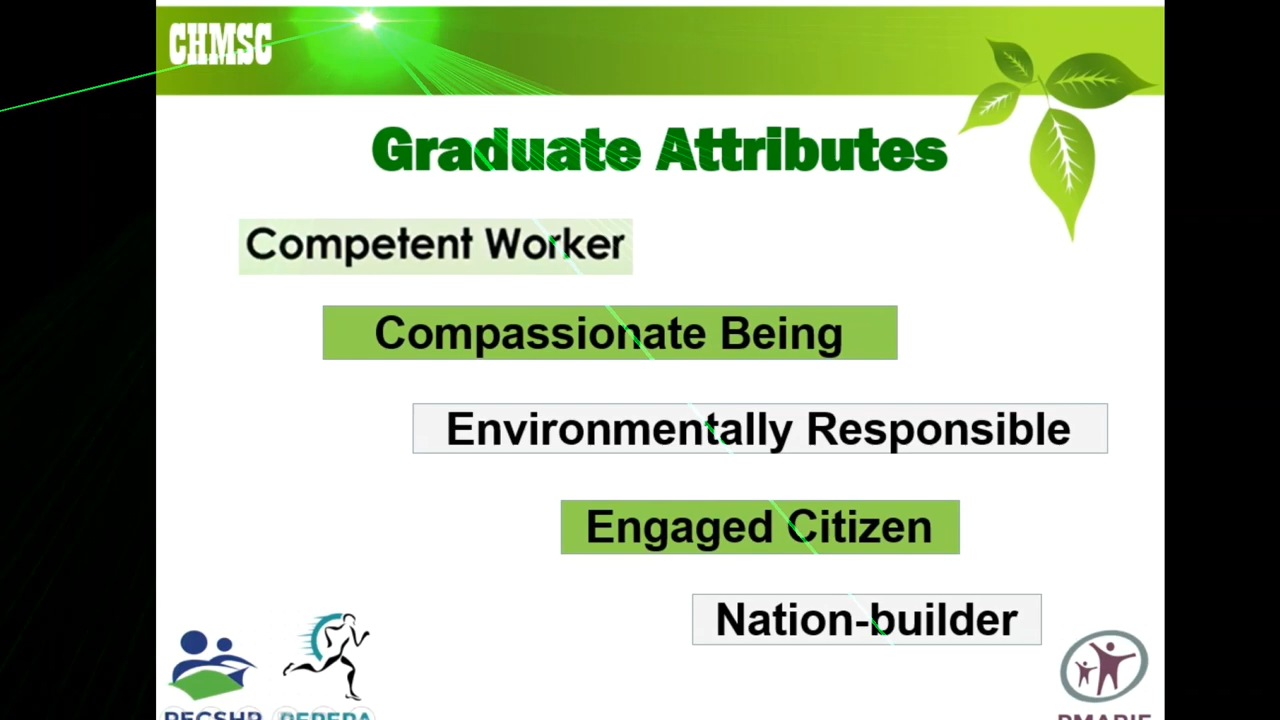 CHMSC
Graduate Attributes
Competent Worker
Compassionate Being
Environmentally Responsible
Engaged Citizen
Nation-builder